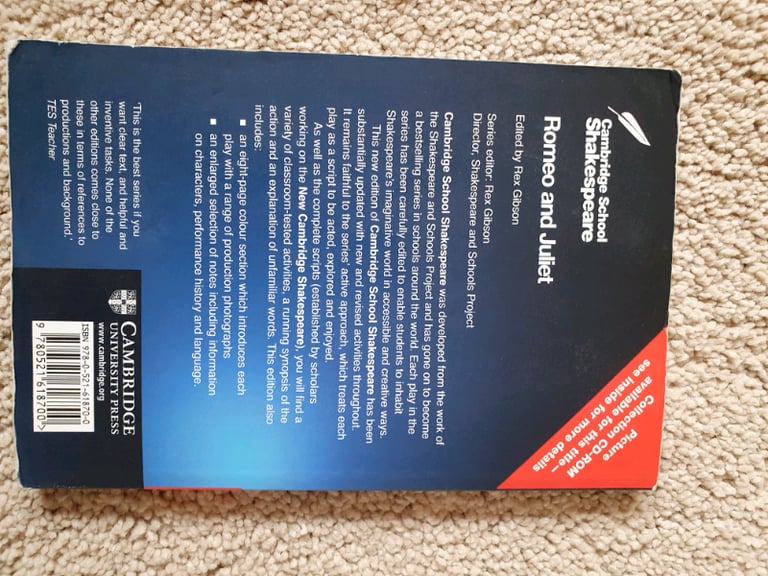 Cambridge School
Shakespeare
Romeo and Juliet
Edited by Rex Gibson
Series editor: Rex Gibson
Director, Shakespeare and Schools Project
Cambridge School Shakespeare was developed from the work of
the Shakespeare and Schools Project and has gone on to become
a bestselling series in schools around the world. Each play in the
series has been carefully edited to enable students to inhabit
Shakespeare's imaginative world in accessible and creative ways.
This new edition of Cambridge School Shakespeare has been
substantially updated with new and revised activities throughout.
It remains faithful to the series' active approach, which treats each
play as a script to be acted, explored and enjoyed.
As well as the complete scripts (established by scholars
working on the New Cambridge Shakespeare), you will find a
variety of classroom-tested activities, a running synopsis of the
action and an explanation of unfamiliar words. This edition also
includes:
■ an eight-page colour section which introduces each
play with a range of production photographs
■ an enlarged selection of notes including information
on characters, performance history and language.
'This is the best series if you
want clear text, and helpful and
inventive tasks. None of the
other editions comes close to
these in terms of references to
productions and background.'
TES Teacher
Picture
Collection CD-ROM
available for this title –
see inside for more details
CAMBRIDGE
UNIVERSITY PRESS
www.cambridge.org
ISBN 978-0-521-61870-0
9 780521 618700 >